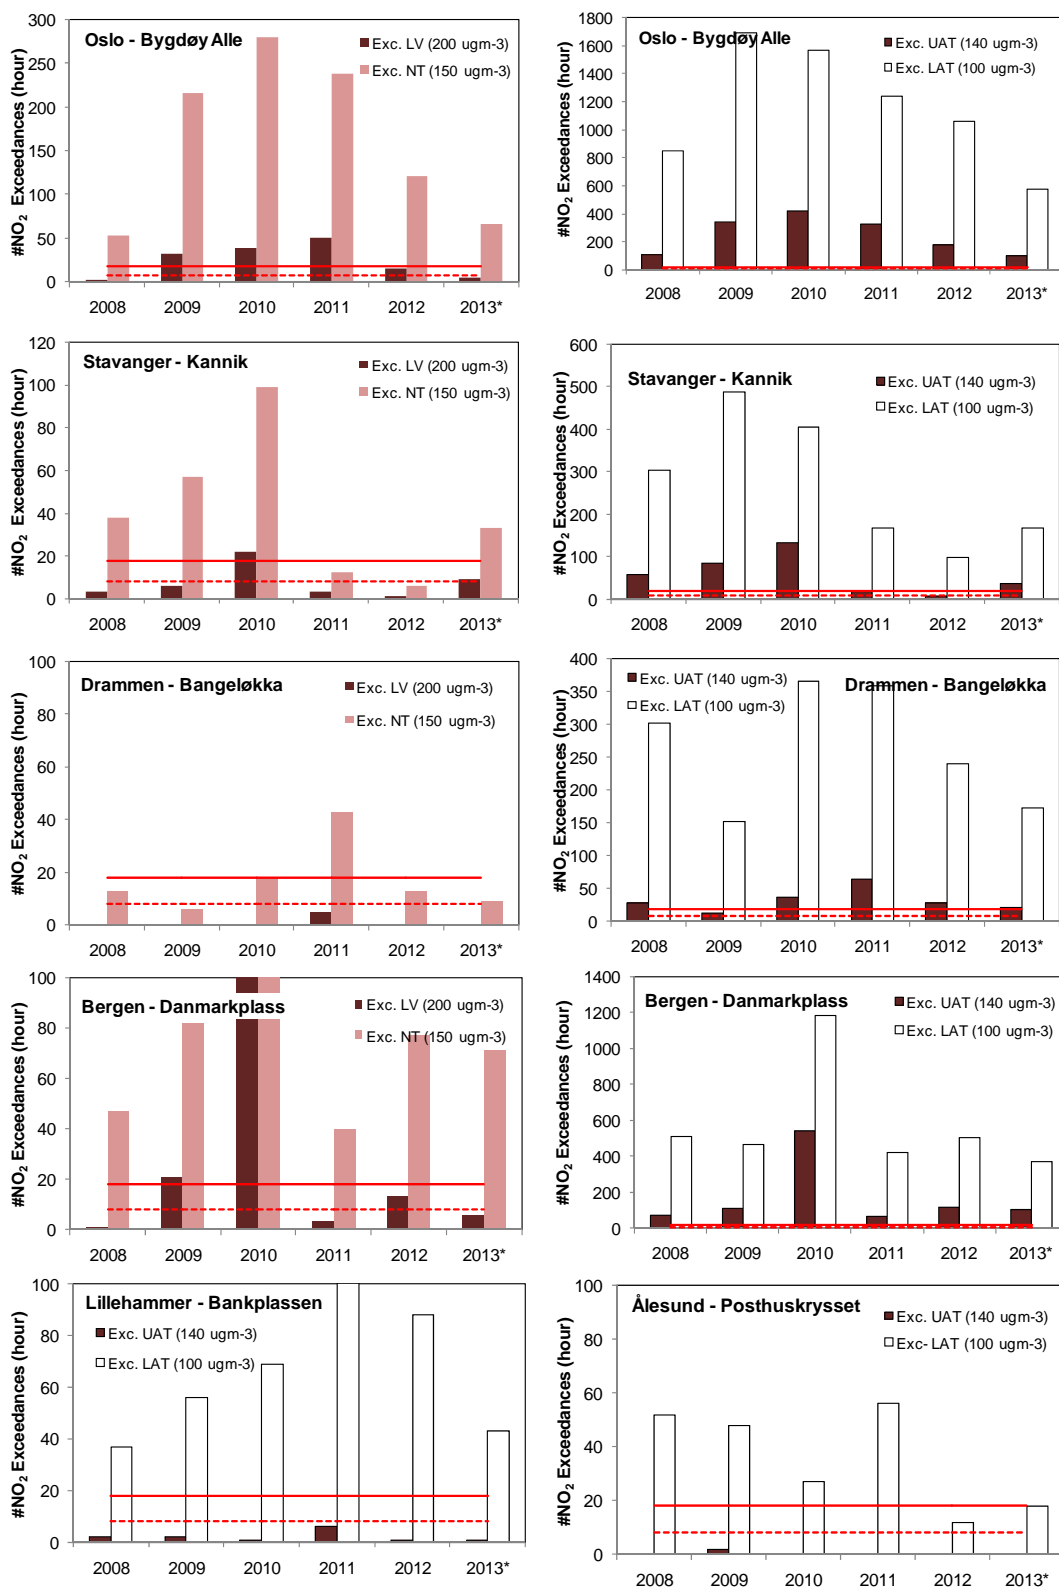 Oslo - Bygdøy Alle
Exc. LV (200 ugm-3)
Exc. NT (150 ugm-3)
#NO2 Exceedances (hour)
300
250
200
150
100
50
0
2008 2009 2010 2011 2012 2013*
Oslo - Bygdøy Alle
Exc. UAT (140 ugm-3)
Exc. LAT (100 ugm-3)
#NO2 Exceedances (hour)
1800
1600
1400
1200
1000
800
600
400
200
0
2008 2009 2010 2011 2012 2013*
Stavanger - Kannik
Exc. LV (200 ugm-3)
Exc. NT (150 ugm-3)
#NO2 Exceedances (hour)
120
100
80
60
40
20
0
2008 2009 2010 2011 2012 2013*
Stavanger - Kannik
Exc. UAT (140 ugm-3)
Exc. LAT (100 ugm-3)
#NO2 Exceedances (hour)
600
500
400
300
200
100
0
2008 2009 2010 2011 2012 2013*
Drammen - Bangeløkka
Exc. LV (200 ugm-3)
Exc. NT (150 ugm-3)
#NO2 Exceedances (hour)
100
80
60
40
20
0
2008 2009 2010 2011 2012 2013*
Exc. UAT (140 ugm-3)
Drammen - Bangeløkka
Exc. LAT (100 ugm-3)
#NO2 Exceedances (hour)
400
350
300
250
200
150
100
50
0
2008 2009 2010 2011 2012 2013*
Bergen - Danmarkplass
Exc. LV (200 ugm-3)
Exc. NT (150 ugm-3)
#NO2 Exceedances (hour)
100
80
60
40
20
0
2008 2009 2010 2011 2012 2013*
Bergen - Danmarkplass
Exc. UAT (140 ugm-3)
Exc. LAT (100 ugm-3)
#NO2 Exceedances (hour)
1400
1200
1000
800
600
400
200
0
2008 2009 2010 2011 2012 2013*
Lillehammer - Bankplassen
Exc. UAT (140 ugm-3)
Exc. LAT (100 ugm-3)
#NO2 Exceedances (hour)
100
80
60
40
20
0
2008 2009 2010 2011 2012 2013*
Ålesund - Posthuskrysset
Exc. UAT (140 ugm-3)
Exc- LAT (100 ugm-3)
#NO2 Exceedances (hour)
100
80
60
40
20
0
2008 2009 2010 2011 2012 2013*